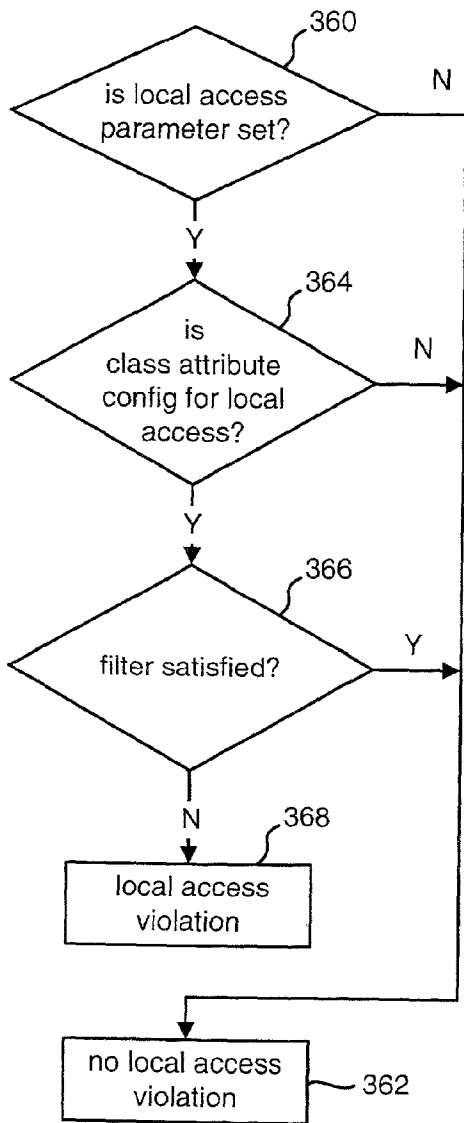 360
is local access
parameter set?
N
Y
364
is
class attribute
config for local
access?
N
Y
366
filter satisfied?
Y
N
368
local access
violation
no local access
violation
362